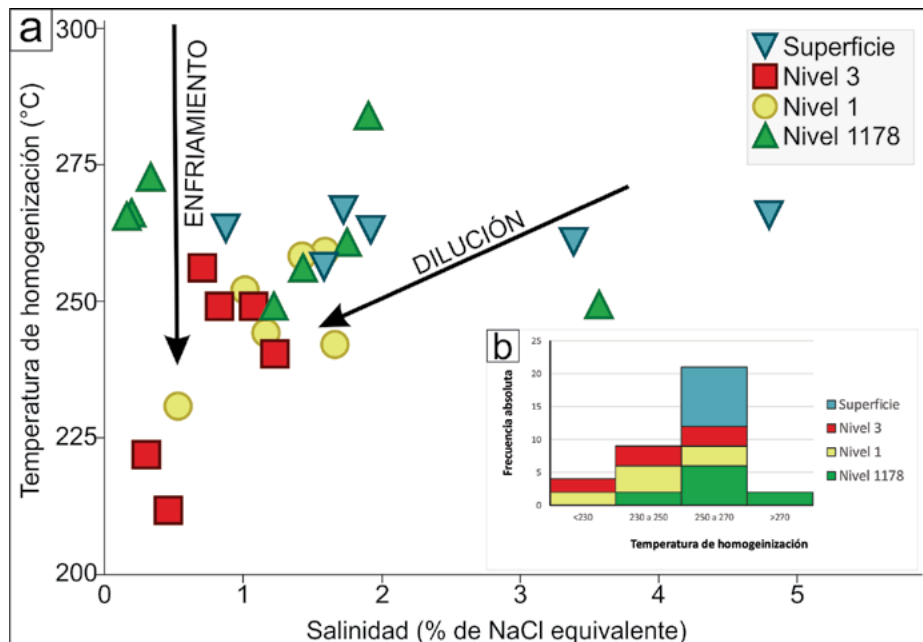 a
300
275
250
225
200
Temperatura de homogenización (°C)
ENFRIAMIENTO
DILUCIÓN
Superficie
Nivel 3
Nivel 1
Nivel 1178
b
25
20
15
10
5
0
Frecuencia absoluta
Superficie
Nivel 3
Nivel 1
Nivel 1178
<230
230 a 250
250 a 270
>270
Temperatura de homogeinización
0
1
2
3
4
5
Salinidad (% de NaCl equivalente)